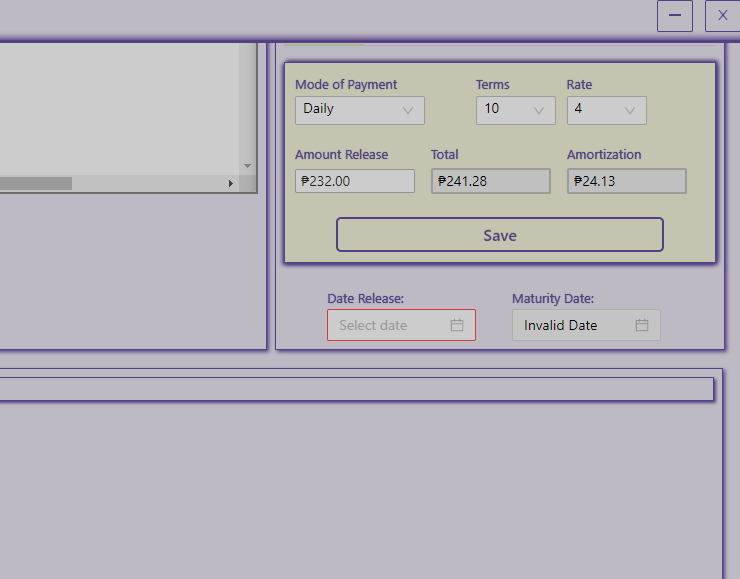 X
Mode of Payment Terms Rate
Daily 10 4
Amount Release Total Amortization
₱232.00 ₱241.28 ₱24.13
Save
Date Release: Maturity Date:
Select date Invalid Date